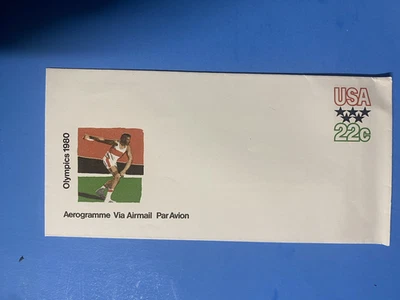 USA
22c
Olympics 1980
Aerogramme Via Airmail Par Avion